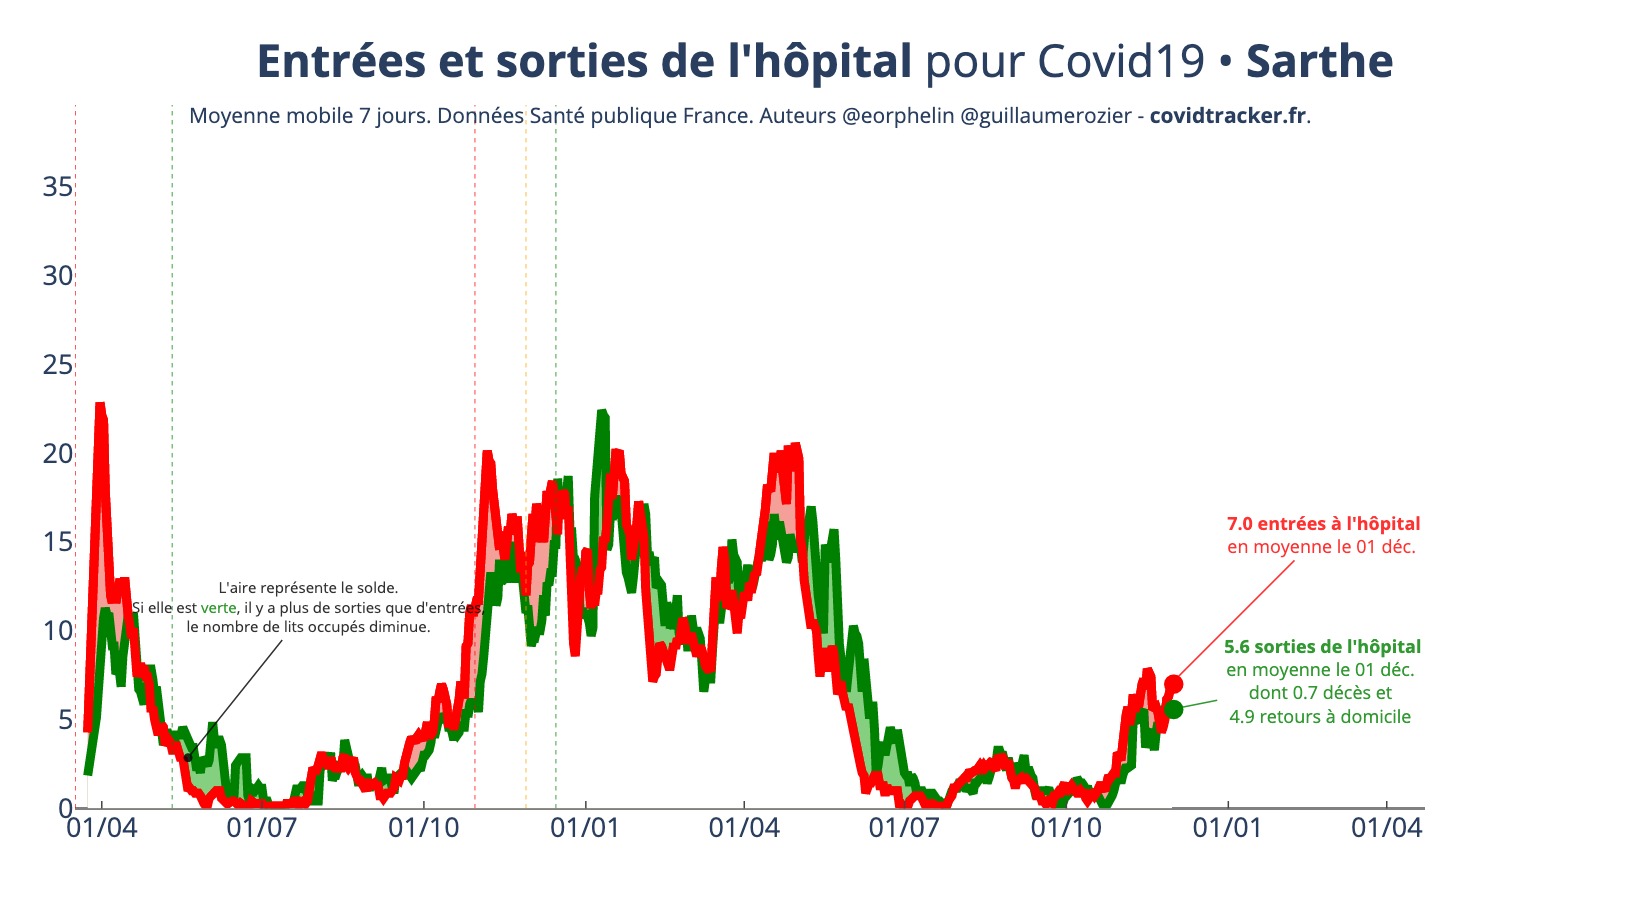 Entrées et sorties de l'hôpital pour Covid19 • Sarthe
Moyenne mobile 7 jours. Données Santé publique France. Auteurs @eorphelin @guillaumerozier - covidtracker.fr.
35
30
25
20
15
10
5
0
L'aire représente le solde.
Si elle est verte, il y a plus de sorties que d'entrées,
le nombre de lits occupés diminue.
7.0 entrées à l'hôpital
en moyenne le 01 déc.
5.6 sorties de l'hôpital
en moyenne le 01 déc.
dont 0.7 décès et
4.9 retours à domicile
01/04 01/07 01/10 01/01 01/04 01/07 01/10 01/01 01/04